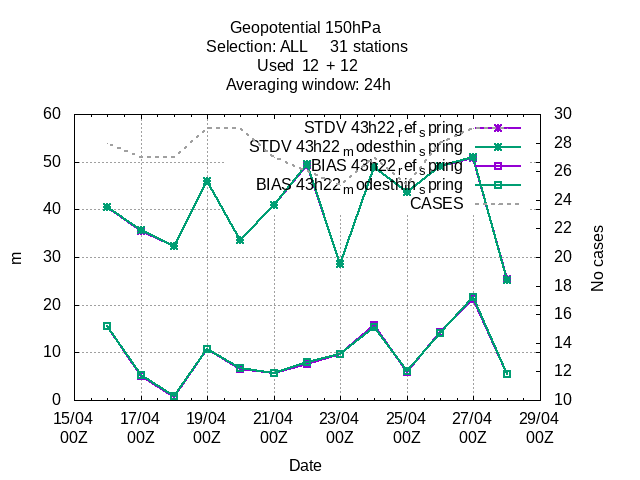 Geopotential 150hPa
Selection: ALL 31 stations
Used 12 + 12
Averaging window: 24h
60
50
40
30
20
10
0
30
28
26
24
22
20
18
16
14
12
10
STDV 43h22_ref_spring
STDV 43h22_modesthin_spring
BIAS 43h22_ref_spring
BIAS 43h22_modesthin_spring
CASES
m
No cases
15/04 17/04 19/04 21/04 23/04 25/04 27/04 29/04
00Z 00Z 00Z 00Z 00Z 00Z 00Z 00Z
Date